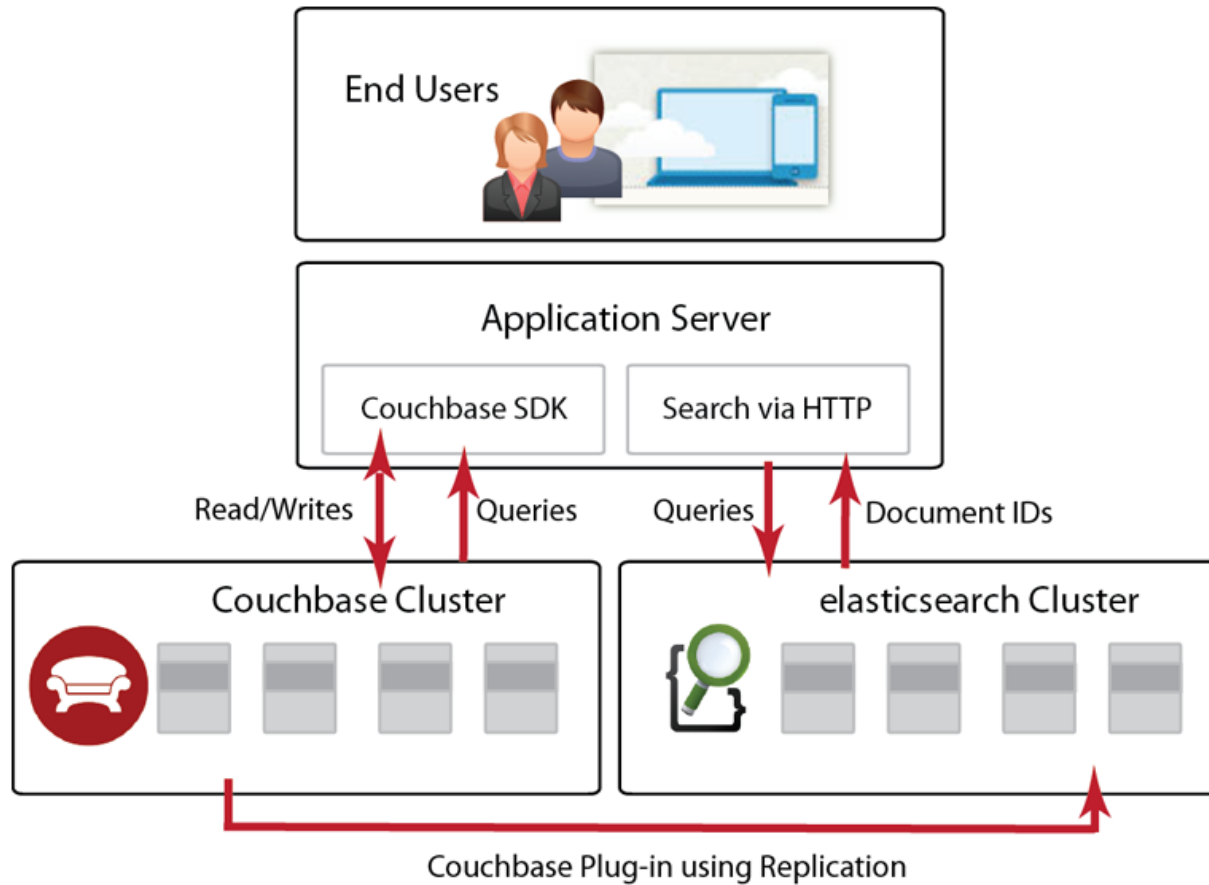 End Users
Application Server
Couchbase SDK
Search via HTTP
Read/Writes
Queries
Queries
Document IDs
Couchbase Cluster
elasticsearch Cluster
Couchbase Plug-in using Replication